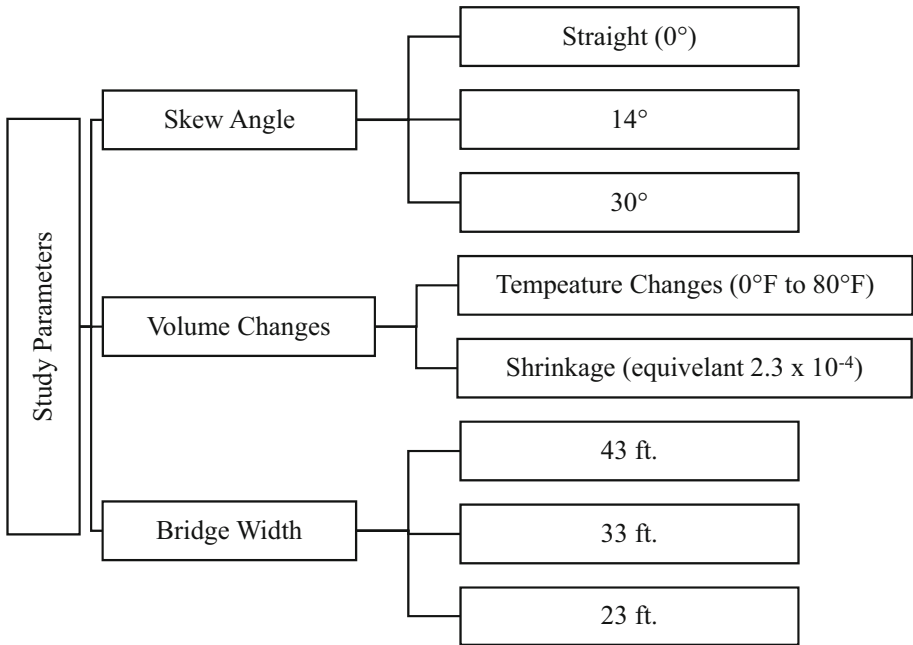 Study Parameters
Skew Angle
Straight (0°)
14°
30°
Volume Changes
Tempeature Changes (0°F to 80°F)
Shrinkage (equivelant 2.3 x 10⁻⁴)
Bridge Width
43 ft.
33 ft.
23 ft.